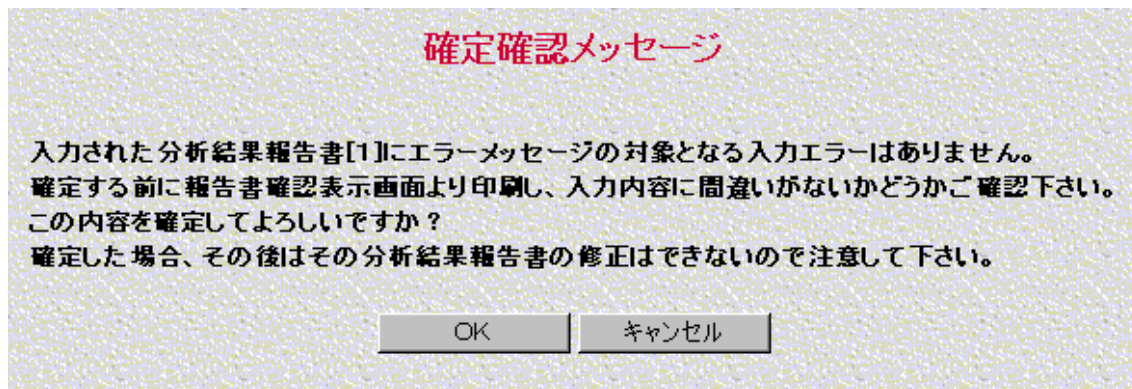 確定確認メッセージ
入力された分析結果報告書[1]にエラーメッセージの対象となる入力エラーはありません。
確定する前に報告書確認表示画面より印刷し、入力内容に間違いがないかどうかご確認下さい。
この内容を確定してよろしいですか？
確定した場合、その後はその分析結果報告書の修正はできないので注意して下さい。
OK キャンセル